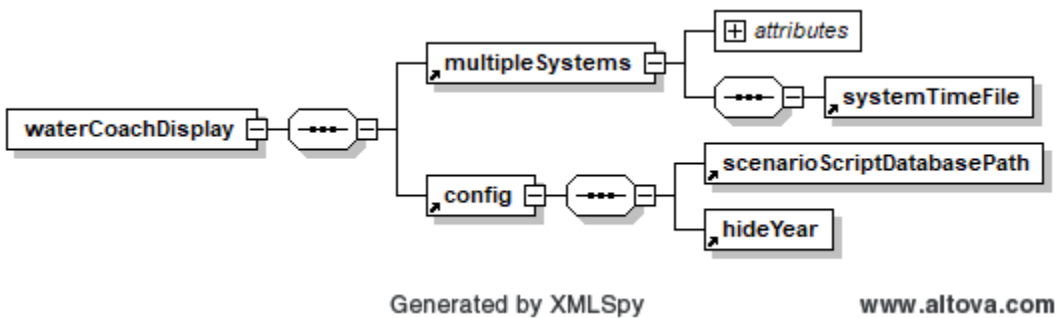 attributes
multipleSystems
systemTimeFile
waterCoachDisplay
scenarioScriptDatabasePath
config
hideYear
Generated by XMLSpy
www.altova.com